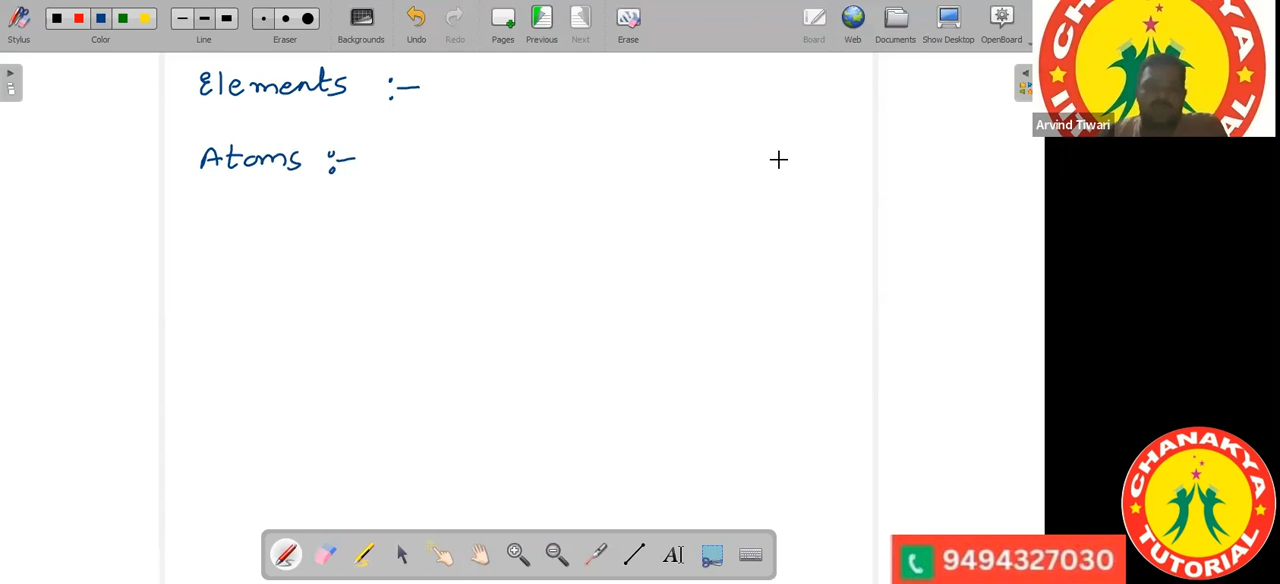 Stylus
Color
Line
Eraser
Backgrounds
Undo
Redo
Pages
Previous
Next
Erase
Board
Web
Documents
Show Desktop
OpenBoard
Elements :-
Atoms :-
Arvind Tiwari
CHANAKYA
TUTORIAL
9494327030